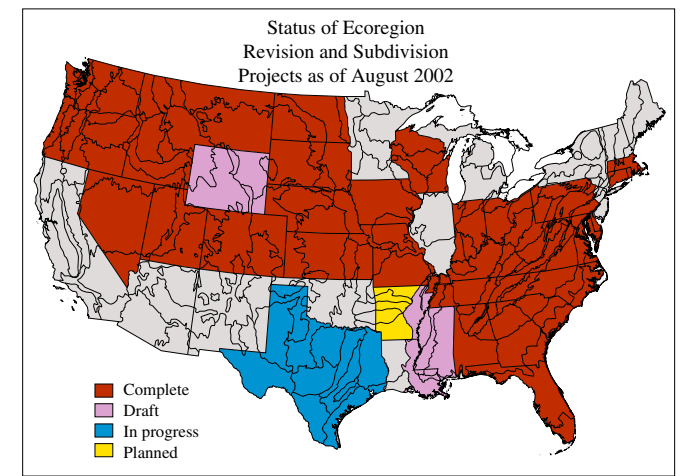 Status of Ecoregion
Revision and Subdivision
Projects as of August 2002
Complete
Draft
In progress
Planned